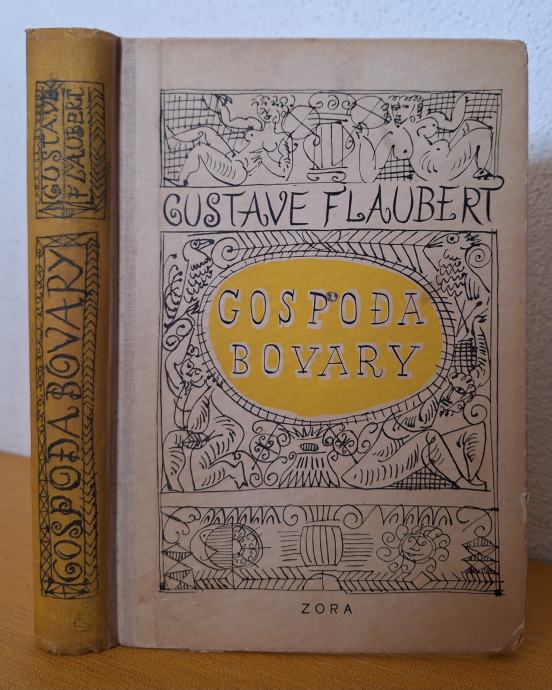 GUSTAVE
FLAUBERT
GOSPOĐA BOVARY
GUSTAVE FLAUBERT
GOSPOĐA
BOVARY
ZORA